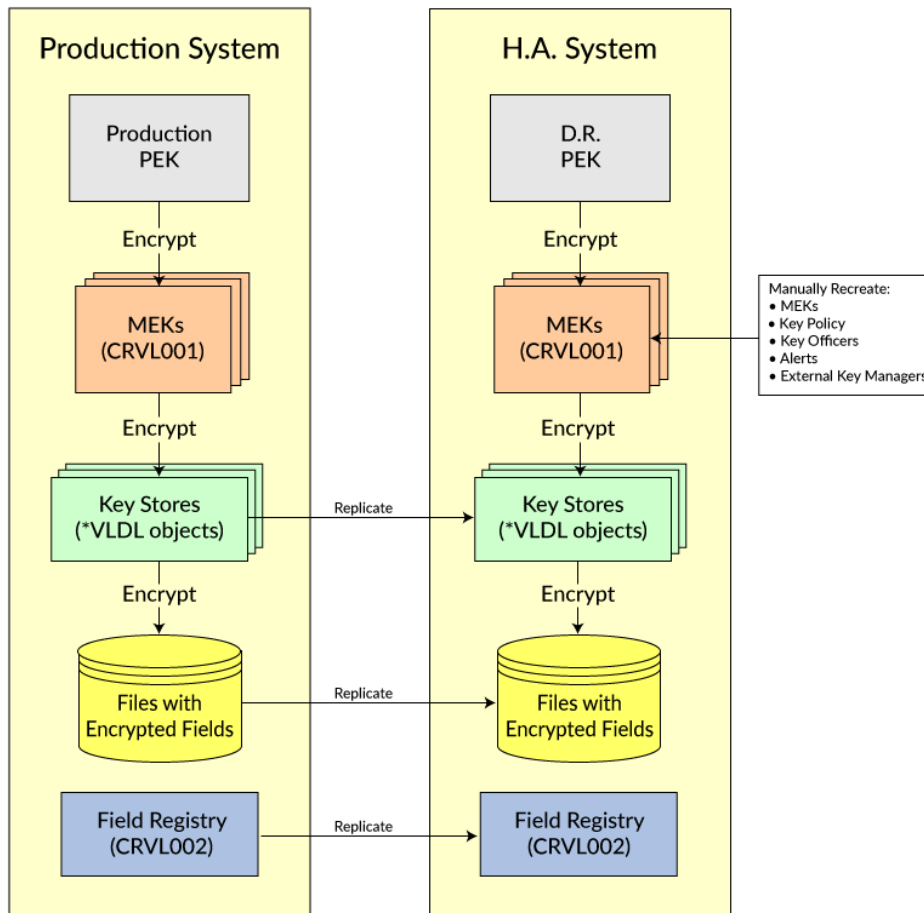 Production System
Production
PEK
Encrypt
MEKs
(CRVL001)
Encrypt
Key Stores
(*VLDL objects)
Encrypt
Files with
Encrypted Fields
Field Registry
(CRVL002)
Replicate
Replicate
Replicate
H.A. System
D.R.
PEK
Encrypt
MEKs
(CRVL001)
Encrypt
Key Stores
(*VLDL objects)
Encrypt
Files with
Encrypted Fields
Field Registry
(CRVL002)
Manually Recreate:
• MEKs
• Key Policy
• Key Officers
• Alerts
• External Key Managers